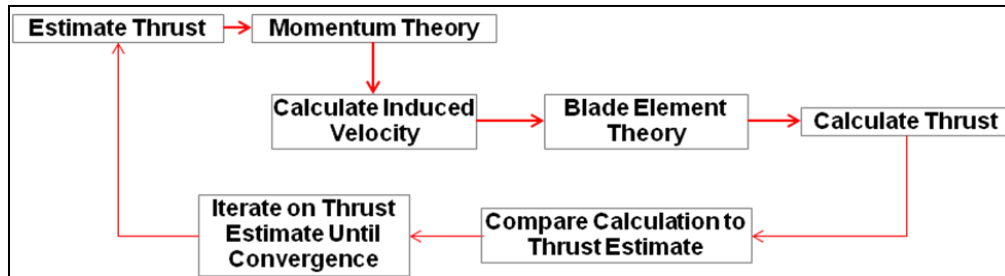 Estimate Thrust
Momentum Theory
Calculate Induced
Velocity
Blade Element
Theory
Calculate Thrust
Compare Calculation to
Thrust Estimate
Iterate on Thrust
Estimate Until
Convergence